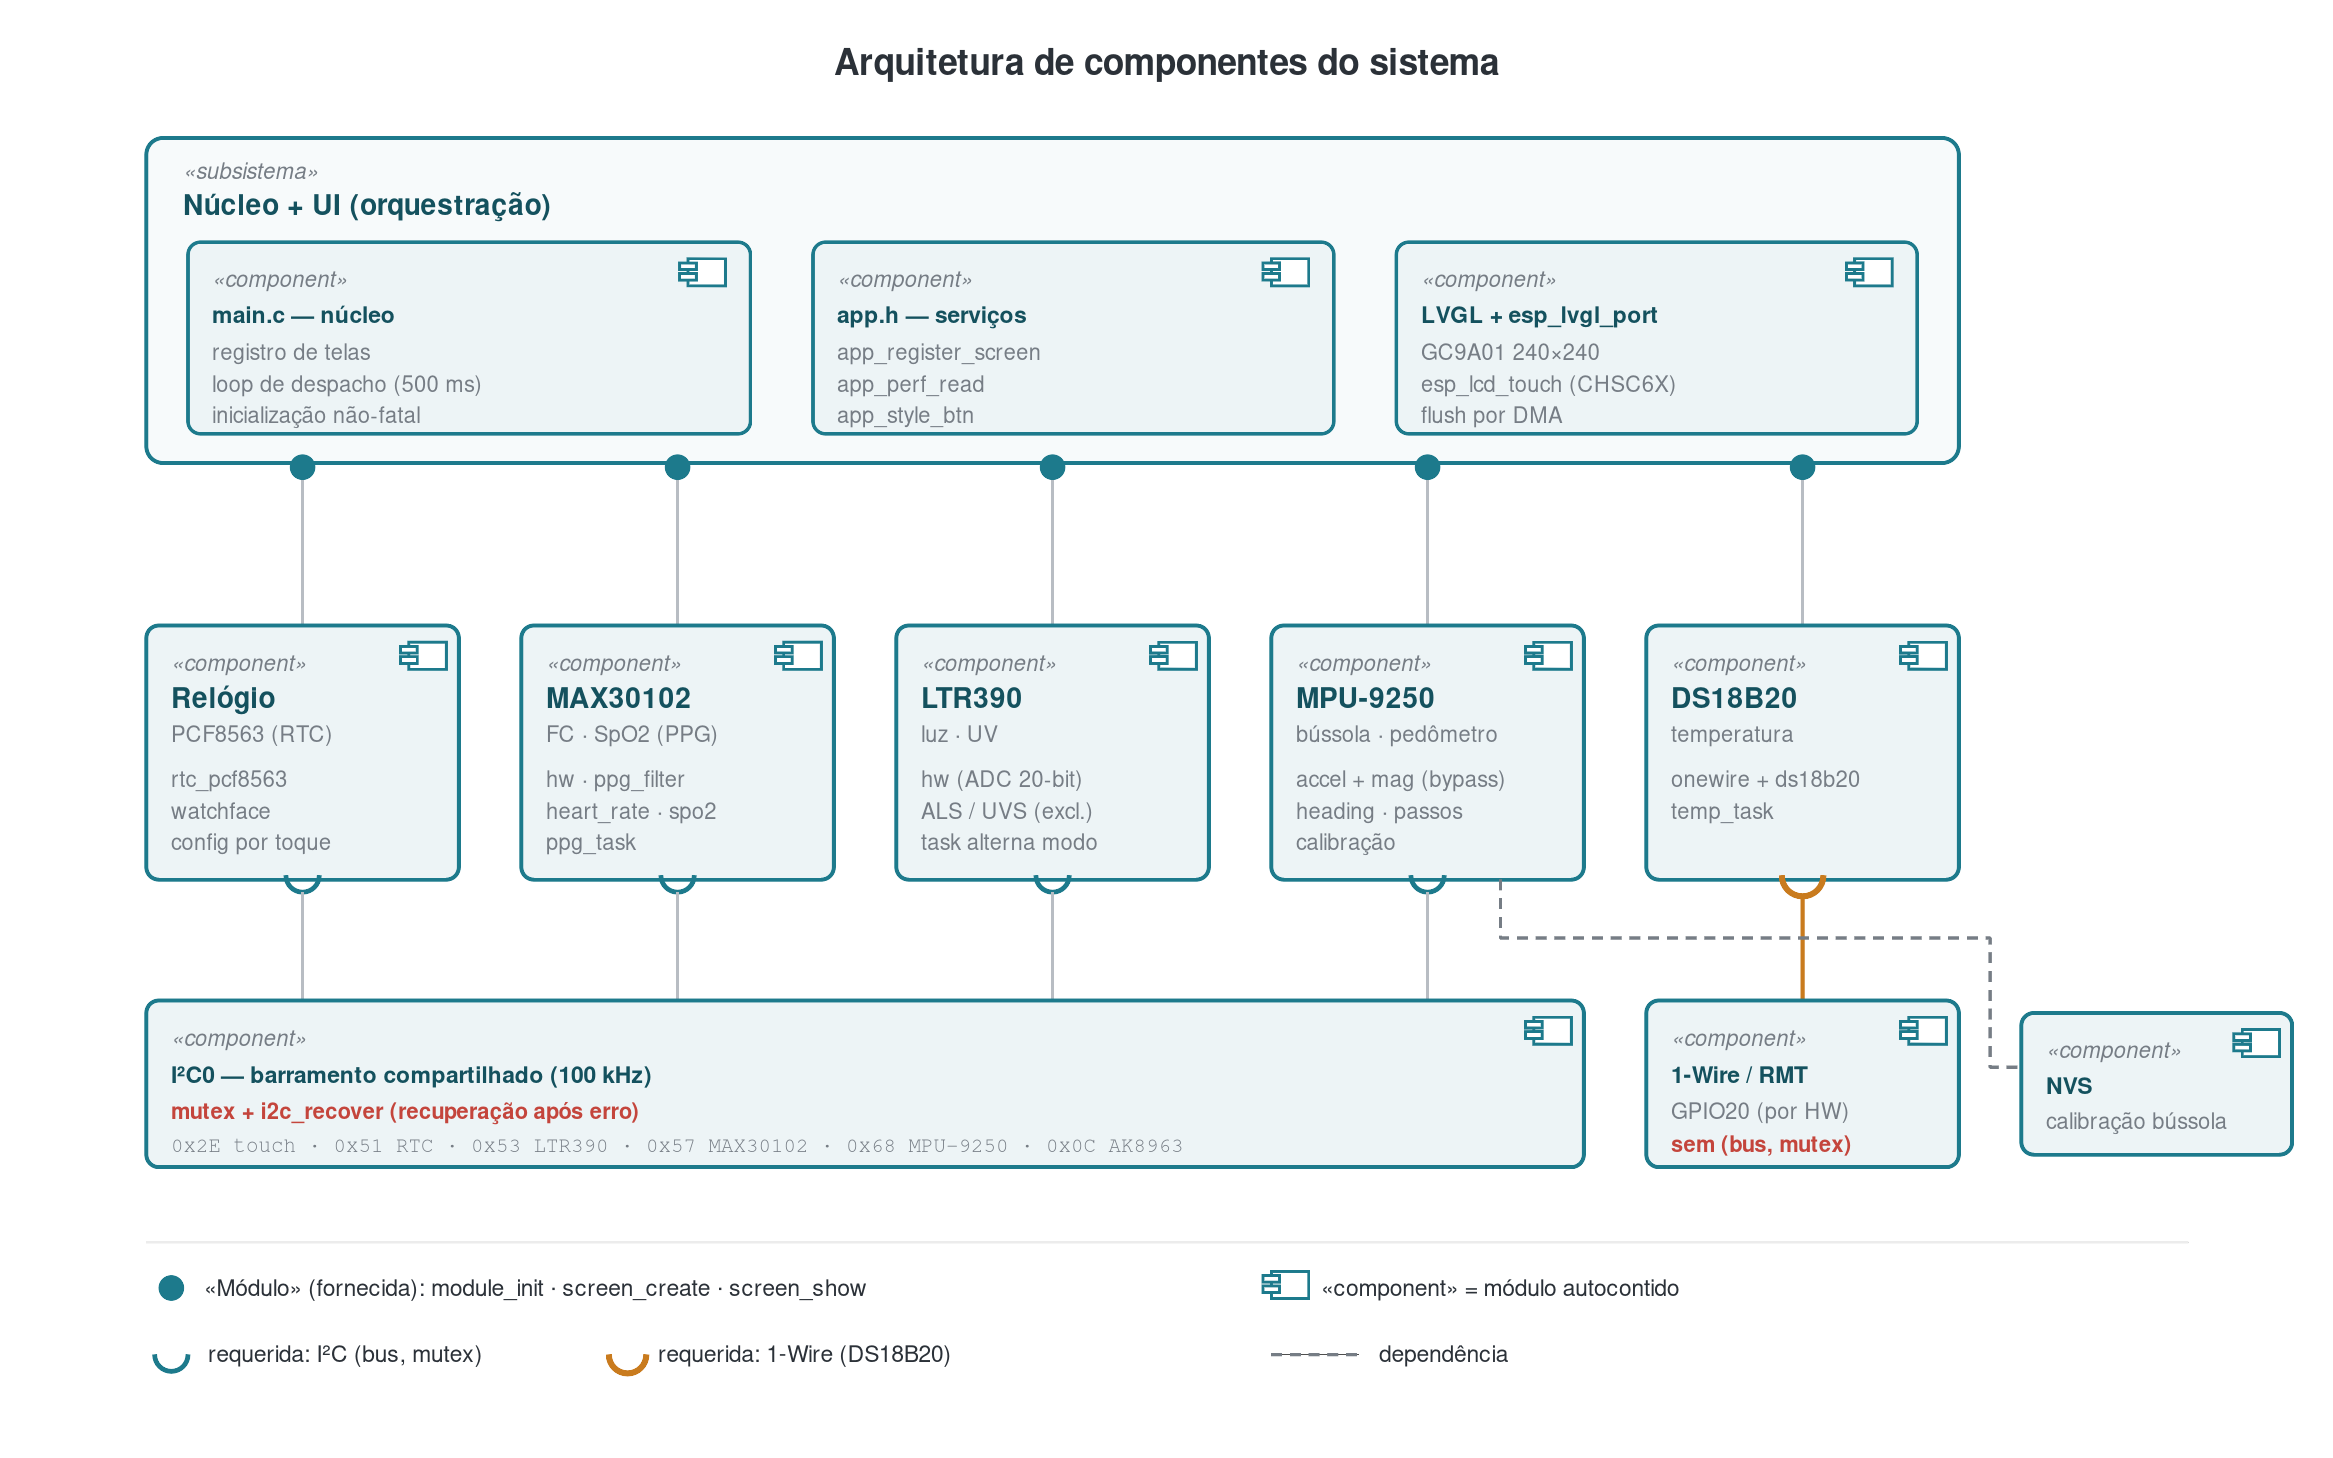 Arquitetura de componentes do sistema
«subsistema»
Núcleo + UI (orquestração)
«component»
main.c — núcleo
registro de telas
loop de despacho (500 ms)
inicialização não-fatal
«component»
app.h — serviços
app_register_screen
app_perf_read
app_style_btn
«component»
LVGL + esp_lvgl_port
GC9A01 240×240
esp_lcd_touch (CHSC6X)
flush por DMA
«component»
Relógio
PCF8563 (RTC)
rtc_pcf8563
watchface
config por toque
«component»
MAX30102
FC · SpO2 (PPG)
hw · ppg_filter
heart_rate · spo2
ppg_task
«component»
LTR390
luz · UV
hw (ADC 20-bit)
ALS / UVS (excl.)
task alterna modo
«component»
MPU-9250
bússola · pedômetro
accel + mag (bypass)
heading · passos
calibração
«component»
DS18B20
temperatura
onewire + ds18b20
temp_task
«component»
I²C0 — barramento compartilhado (100 kHz)
mutex + i2c_recover (recuperação após erro)
0x2E touch · 0x51 RTC · 0x53 LTR390 · 0x57 MAX30102 · 0x68 MPU-9250 · 0x0C AK8963
«component»
1-Wire / RMT
GPIO20 (por HW)
sem (bus, mutex)
«component»
NVS
calibração bússola
«Módulo» (fornecida): module_init · screen_create · screen_show
«component» = módulo autocontido
requerida: I²C (bus, mutex)
requerida: 1-Wire (DS18B20)
dependência